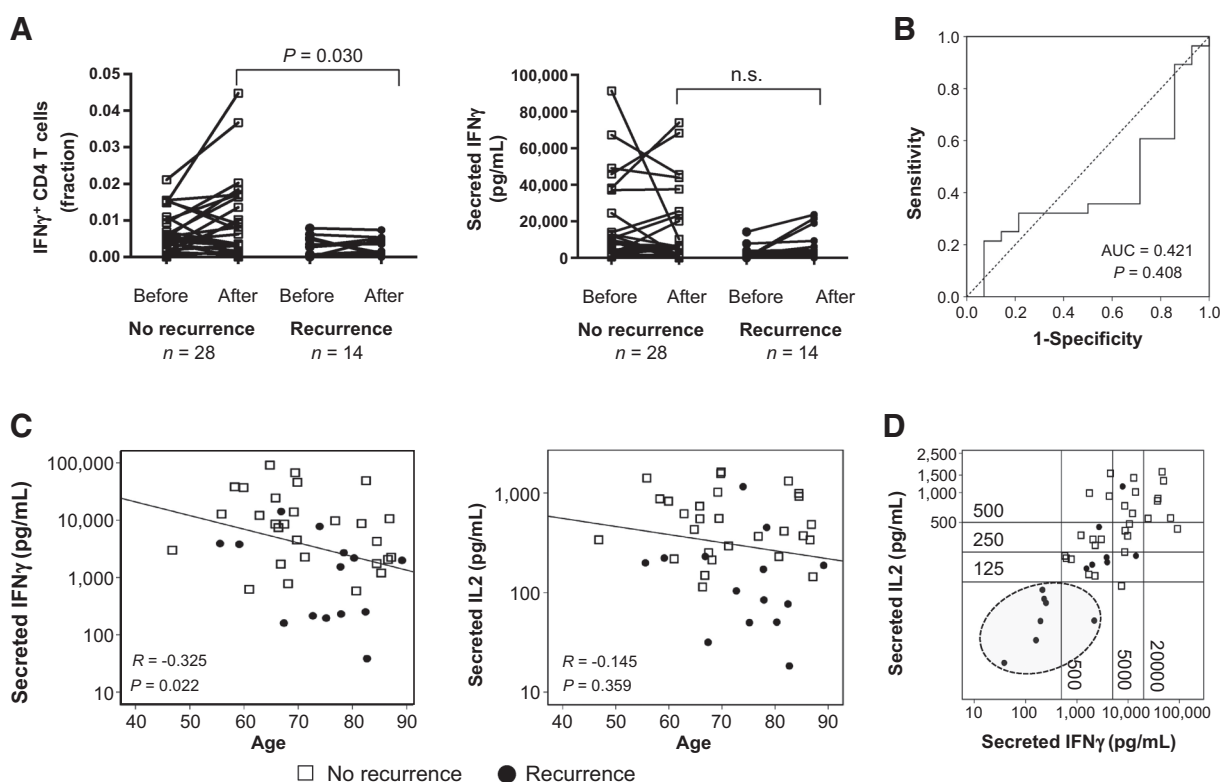 A
P = 0.030
IFNγ+ CD4 T cells
(fraction)
0.05
0.04
0.03
0.02
0.01
0.00
Before After Before After
No recurrence Recurrence
n = 28 n = 14
n.s.
Secreted IFNγ
(pg/mL)
100,000
80,000
60,000
40,000
20,000
0
Before After Before After
No recurrence Recurrence
n = 28 n = 14
B
Sensitivity
1.0
0.8
0.6
0.4
0.2
0.0
AUC = 0.421
P = 0.408
0.0 0.2 0.4 0.6 0.8 1.0
1-Specificity
C
Secreted IFNγ (pg/mL)
100,000
10,000
1,000
100
10
R = -0.325
P = 0.022
40 50 60 70 80 90
Age
Secreted IL2 (pg/mL)
1,000
100
10
R = -0.145
P = 0.359
40 50 60 70 80 90
Age
□ No recurrence ● Recurrence
D
Secreted IL2 (pg/mL)
2,500
1,500
1,000
500
500
250
125
500
5000
20000
10 100 1,000 10,000 100,000
Secreted IFNγ (pg/mL)